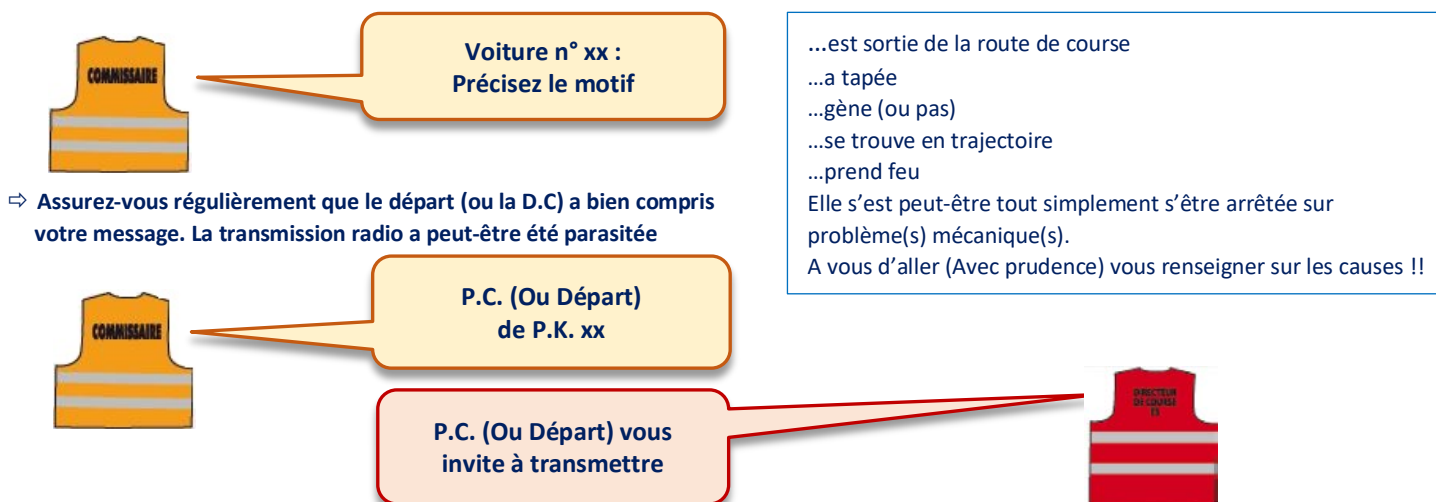 COMMISSAIRE
Voiture n° xx :
Précisez le motif
...est sortie de la route de course
...a tapée
...gène (ou pas)
...se trouve en trajectoire
...prend feu
Elle s'est peut-être tout simplement s'être arrêtée sur
problème(s) mécanique(s).
A vous d'aller (Avec prudence) vous renseigner sur les causes !!
⇨ Assurez-vous régulièrement que le départ (ou la D.C) a bien compris
votre message. La transmission radio a peut-être été parasitée
COMMISSAIRE
P.C. (Ou Départ)
de P.K. xx
P.C. (Ou Départ) vous
invite à transmettre
DIRECTEUR
DE COURSE
ES